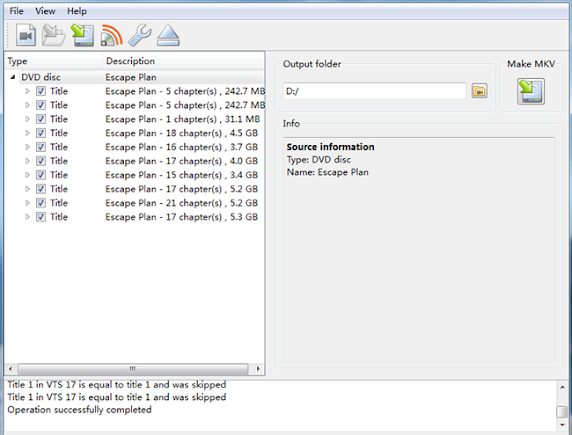 File View Help
Type Description
DVD disc Escape Plan
Title Escape Plan - 5 chapter(s) , 242.7 MB
Title Escape Plan - 5 chapter(s) , 242.7 MB
Title Escape Plan - 1 chapter(s) , 31.1 MB
Title Escape Plan - 18 chapter(s) , 4.5 GB
Title Escape Plan - 16 chapter(s) , 3.7 GB
Title Escape Plan - 17 chapter(s) , 4.0 GB
Title Escape Plan - 15 chapter(s) , 3.4 GB
Title Escape Plan - 17 chapter(s) , 5.2 GB
Title Escape Plan - 21 chapter(s) , 5.2 GB
Title Escape Plan - 17 chapter(s) , 5.3 GB
Output folder
D:/
Make MKV
Info
Source information
Type: DVD disc
Name: Escape Plan
Title 1 in VTS 17 is equal to title 1 and was skipped
Title 1 in VTS 17 is equal to title 1 and was skipped
Operation successfully completed